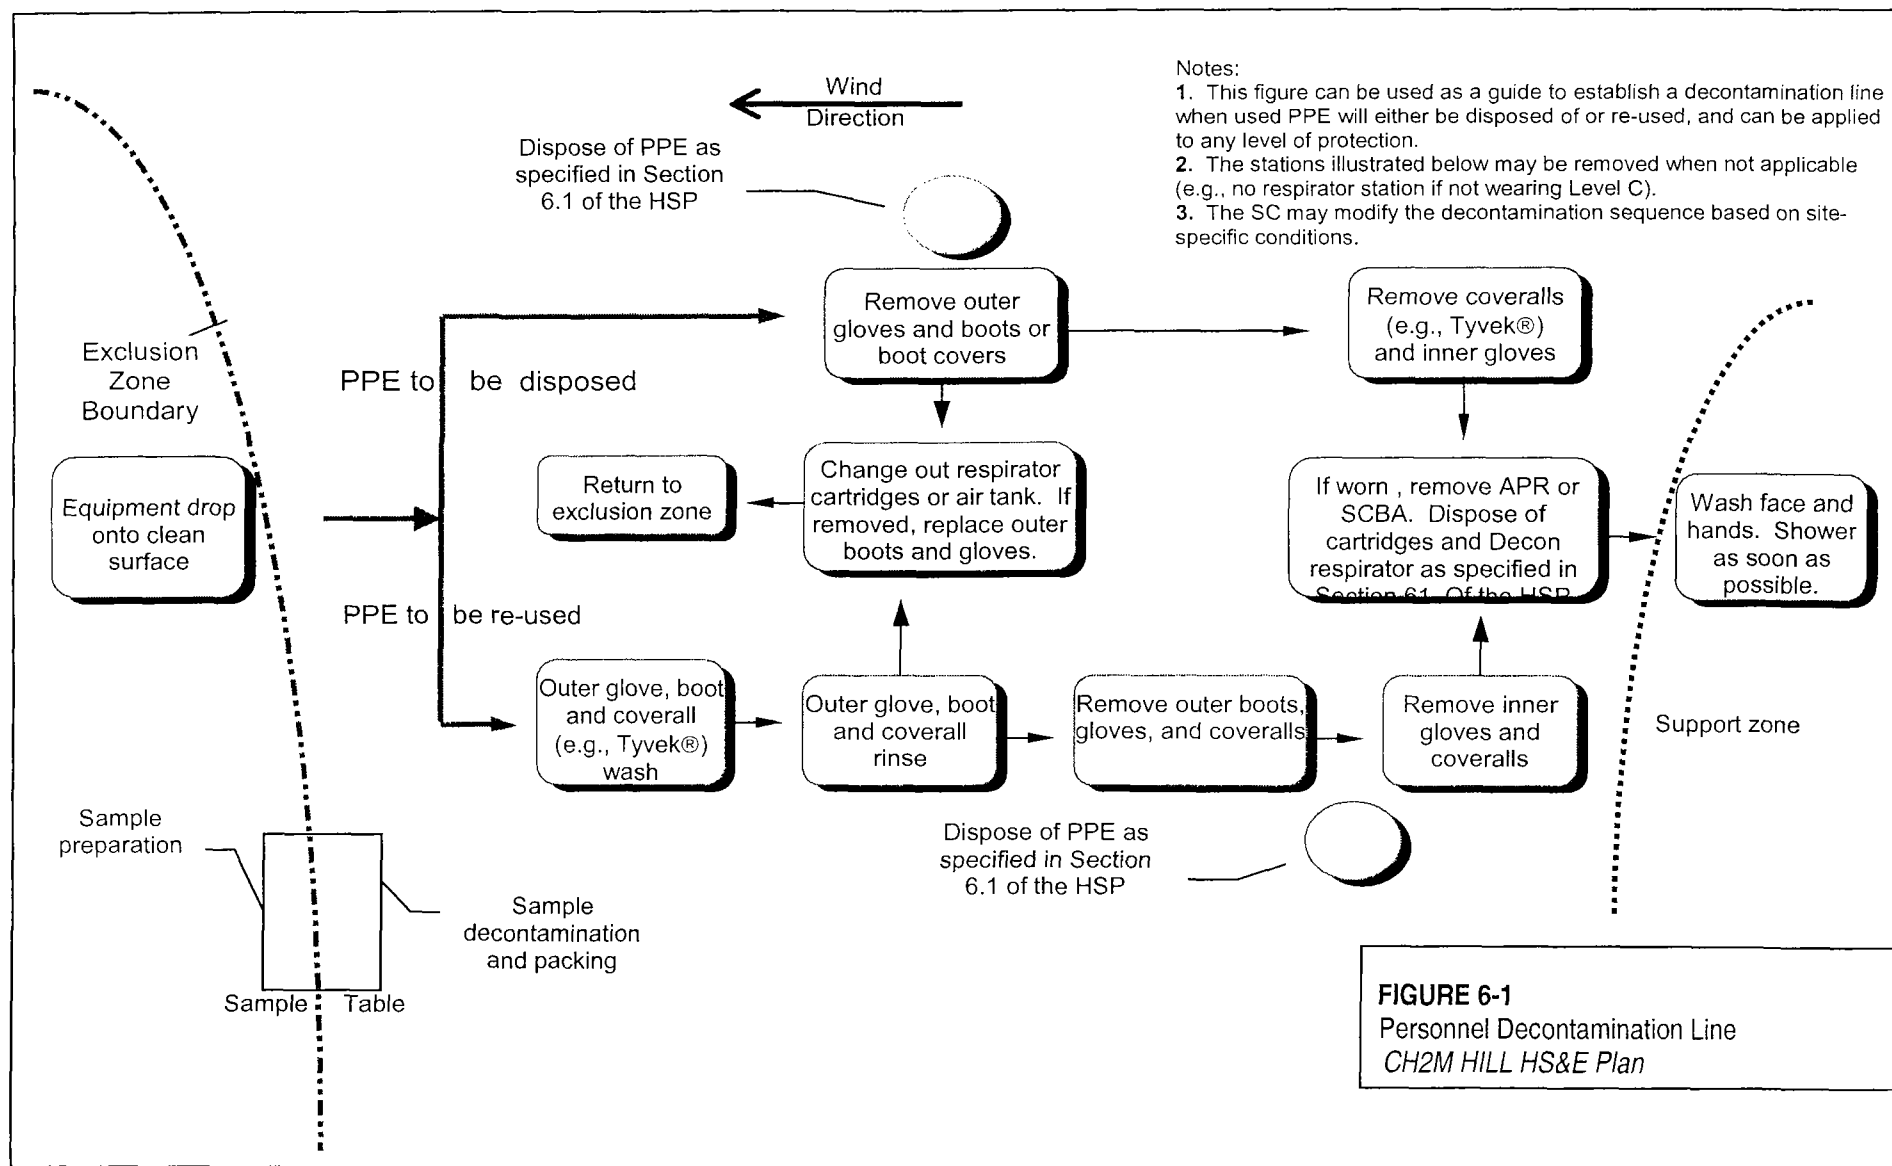 Wind
Direction
Notes:
1. This figure can be used as a guide to establish a decontamination line
when used PPE will either be disposed of or re-used, and can be applied
to any level of protection.
2. The stations illustrated below may be removed when not applicable
(e.g., no respirator station if not wearing Level C).
3. The SC may modify the decontamination sequence based on site-
specific conditions.
Dispose of PPE as
specified in Section
6.1 of the HSP
Remove outer
gloves and boots or
boot covers
Remove coveralls
(e.g., Tyvek®)
and inner gloves
Exclusion
Zone
Boundary
PPE to be disposed
Equipment drop
onto clean
surface
Return to
exclusion zone
Change out respirator
cartridges or air tank. If
removed, replace outer
boots and gloves.
If worn , remove APR or
SCBA. Dispose of
cartridges and Decon
respirator as specified in
Section 61. Of the HSP
Wash face and
hands. Shower
as soon as
possible.
PPE to be re-used
Outer glove, boot
and coverall
(e.g., Tyvek®)
wash
Outer glove, boot
and coverall
rinse
Remove outer boots,
gloves, and coveralls
Remove inner
gloves and
coveralls
Support zone
Sample
preparation
Dispose of PPE as
specified in Section
6.1 of the HSP
Sample
decontamination
and packing
Sample Table
FIGURE 6-1
Personnel Decontamination Line
CH2M HILL HS&E Plan